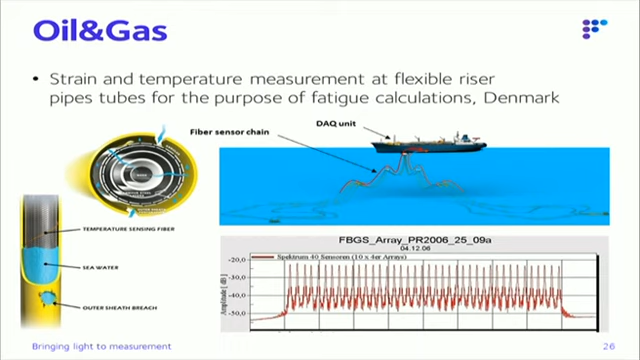 Oil&Gas
• Strain and temperature measurement at flexible riser
pipes tubes for the purpose of fatigue calculations, Denmark
DAQ unit
Fiber sensor chain
TEMPERATURE SENSING FIBER
SEA WATER
OUTER SHEATH BREACH
FBGS_Array_PR2006_25_09a
04.12.06
Spektrum 40 Sensoren (10 x 4er Arrays)
Amplitude [ dB ]
-20,0
-30,0
-40,0
-50,0
Bringing light to measurement
26